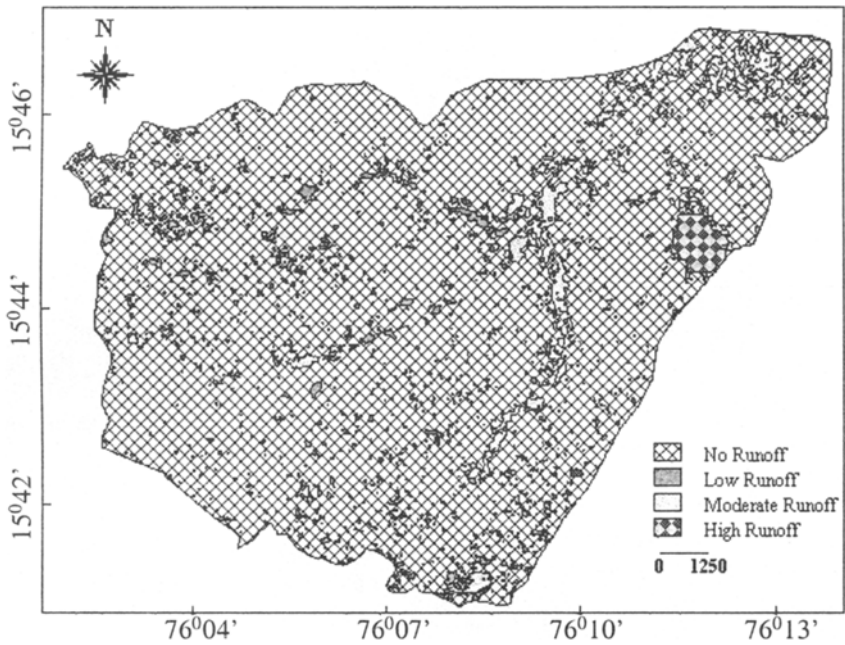 N
15⁰46'
15⁰44'
15⁰42'
No Runoff
Low Runoff
Moderate Runoff
High Runoff
0 1250
76⁰04' 76⁰07' 76⁰10' 76⁰13'